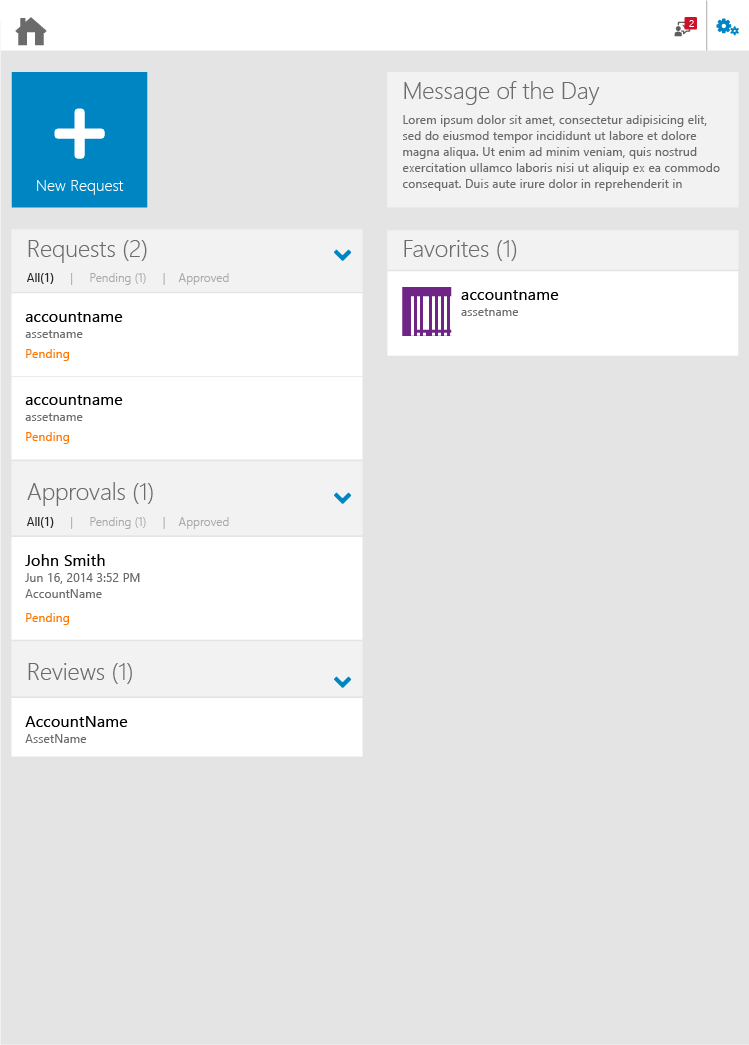 2
New Request
Message of the Day
Lorem ipsum dolor sit amet, consectetur adipisicing elit,
sed do eiusmod tempor incididunt ut labore et dolore
magna aliqua. Ut enim ad minim veniam, quis nostrud
exercitation ullamco laboris nisi ut aliquip ex ea commodo
consequat. Duis aute irure dolor in reprehenderit in
Requests (2)
All(1) | Pending (1) | Approved
accountname
assetname
Pending
accountname
assetname
Pending
Approvals (1)
All(1) | Pending (1) | Approved
John Smith
Jun 16, 2014 3:52 PM
AccountName
Pending
Reviews (1)
AccountName
AssetName
Favorites (1)
accountname
assetname